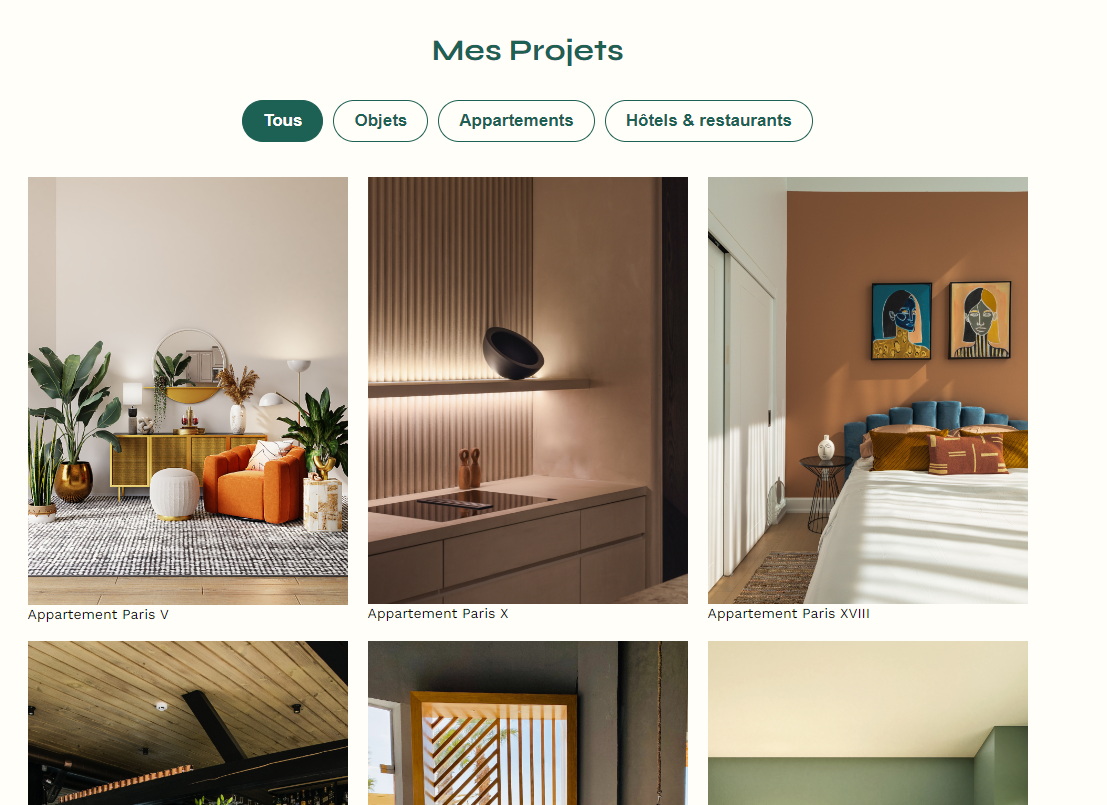 Mes Projets
Tous
Objets
Appartements
Hôtels & restaurants
Appartement Paris V
Appartement Paris X
Appartement Paris XVIII